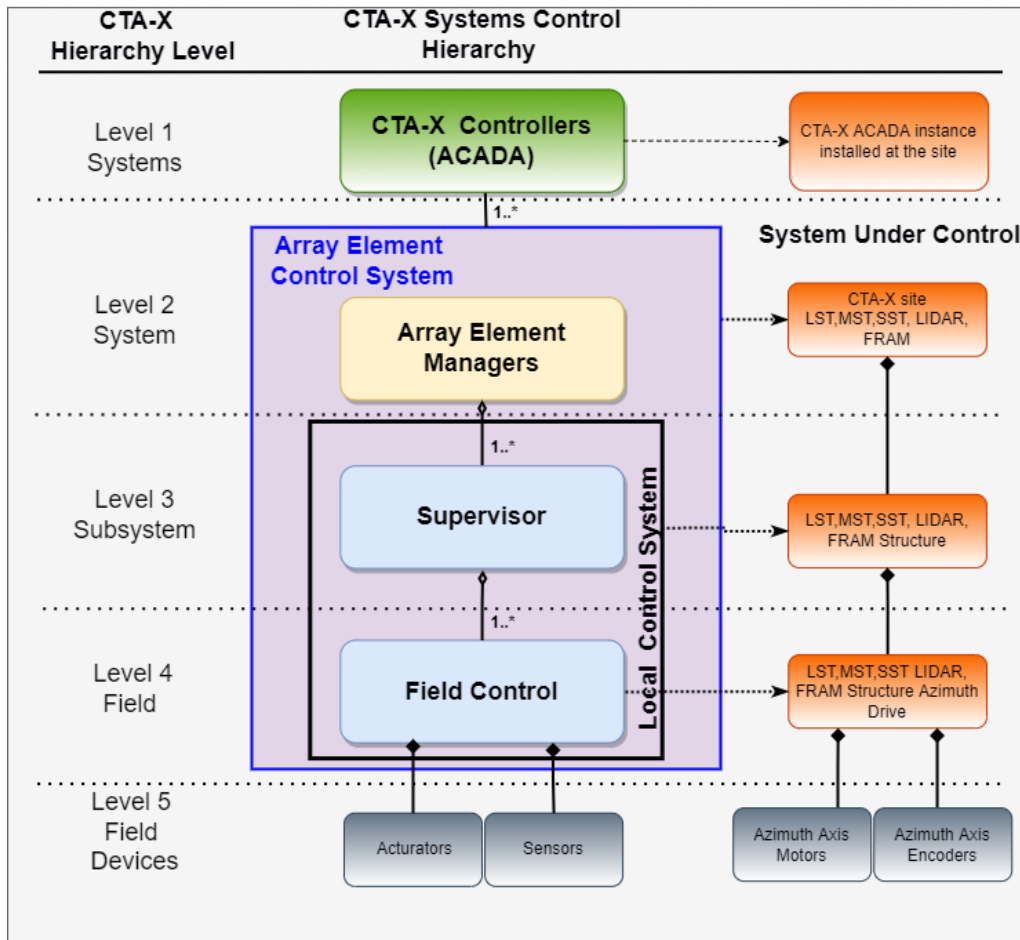 CTA-X
Hierarchy Level
CTA-X Systems Control
Hierarchy
Level 1
Systems
CTA-X Controllers
(ACADA)
CTA-X ACADA instance
installed at the site
1..*
Array Element
Control System
System Under Control
Level 2
System
Array Element
Managers
CTA-X site
LST,MST,SST, LIDAR,
FRAM
1..*
Level 3
Subsystem
Supervisor
Local Control System
LST,MST,SST, LIDAR,
FRAM Structure
1..*
Level 4
Field
Field Control
LST,MST,SST LIDAR,
FRAM Structure Azimuth
Drive
Level 5
Field
Devices
Acturators
Sensors
Azimuth Axis
Motors
Azimuth Axis
Encoders